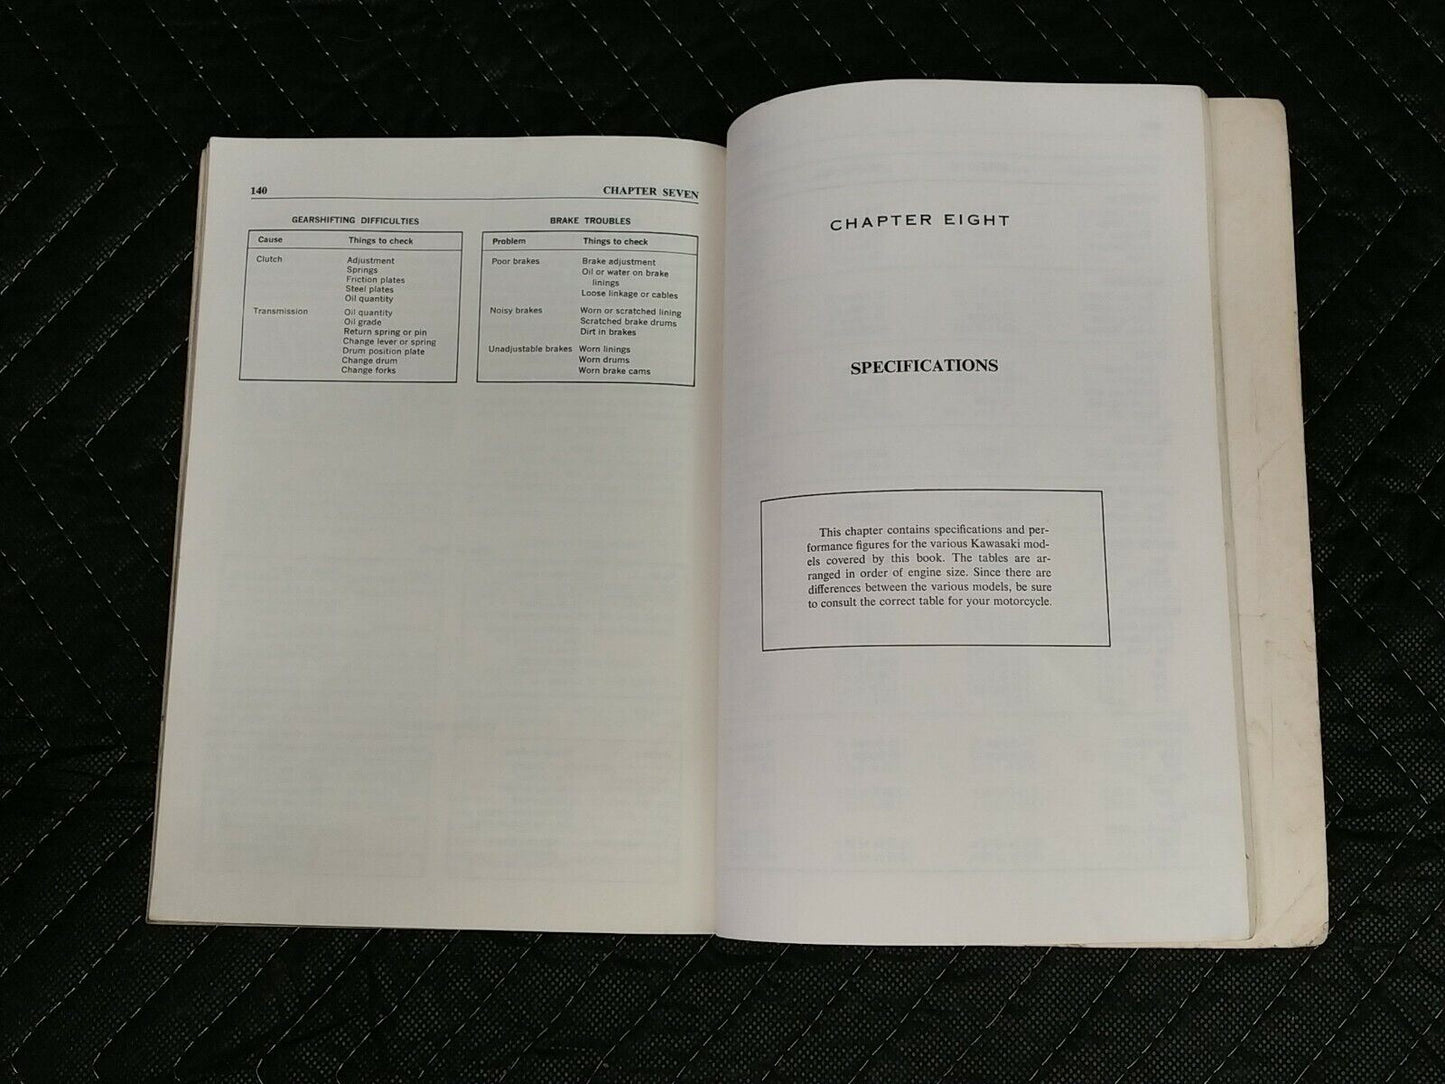 140
CHAPTER SEVEN
GEARSHIFTING DIFFICULTIES
Cause Things to check
Clutch Adjustment
Springs
Friction plates
Steel plates
Oil quantity
Transmission Oil quantity
Oil grade
Return spring or pin
Change lever or spring
Drum position plate
Change drum
Change forks
BRAKE TROUBLES
Problem Things to check
Poor brakes Brake adjustment
Oil or water on brake
linings
Loose linkage or cables
Noisy brakes Worn or scratched lining
Scratched brake drums
Dirt in brakes
Unadjustable brakes Worn linings
Worn drums
Worn brake cams
CHAPTER EIGHT
SPECIFICATIONS
This chapter contains specifications and per-
formance figures for the various Kawasaki mod-
els covered by this book. The tables are ar-
ranged in order of engine size. Since there are
differences between the various models, be sure
to consult the correct table for your motorcycle.